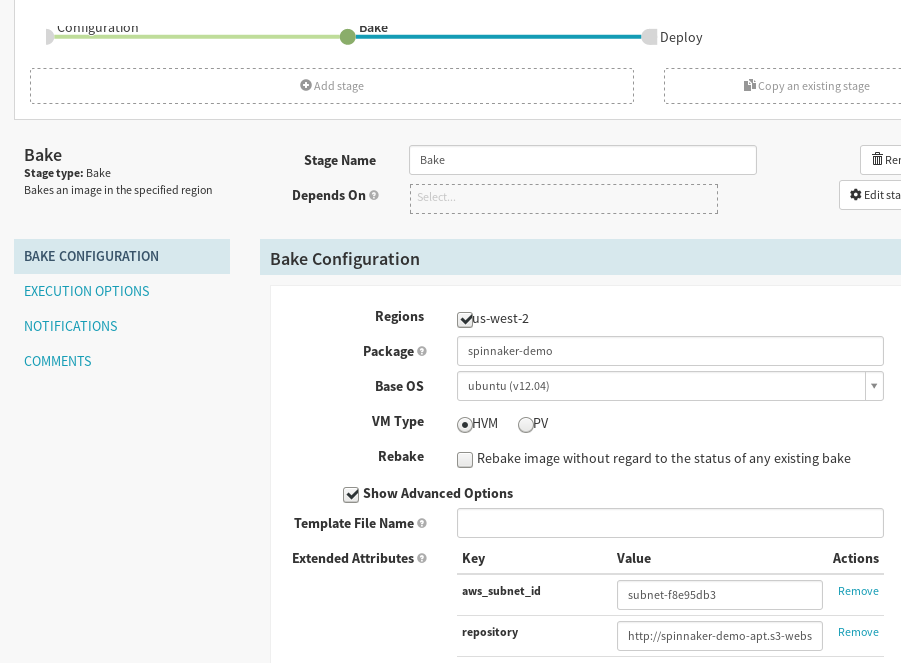 Configuration
Bake
Deploy
Add stage
Copy an existing stage
Bake
Stage type: Bake
Bakes an image in the specified region
Stage Name
Bake
Depends On
Select...
Edit sta
BAKE CONFIGURATION
EXECUTION OPTIONS
NOTIFICATIONS
COMMENTS
Bake Configuration
Regions
us-west-2
Package
spinnaker-demo
Base OS
ubuntu (v12.04)
VM Type
HVM
PV
Rebake
Rebake image without regard to the status of any existing bake
Show Advanced Options
Template File Name
Extended Attributes
Key Value Actions
aws_subnet_id subnet-f8e95db3 Remove
repository http://spinnaker-demo-apt.s3-webs Remove